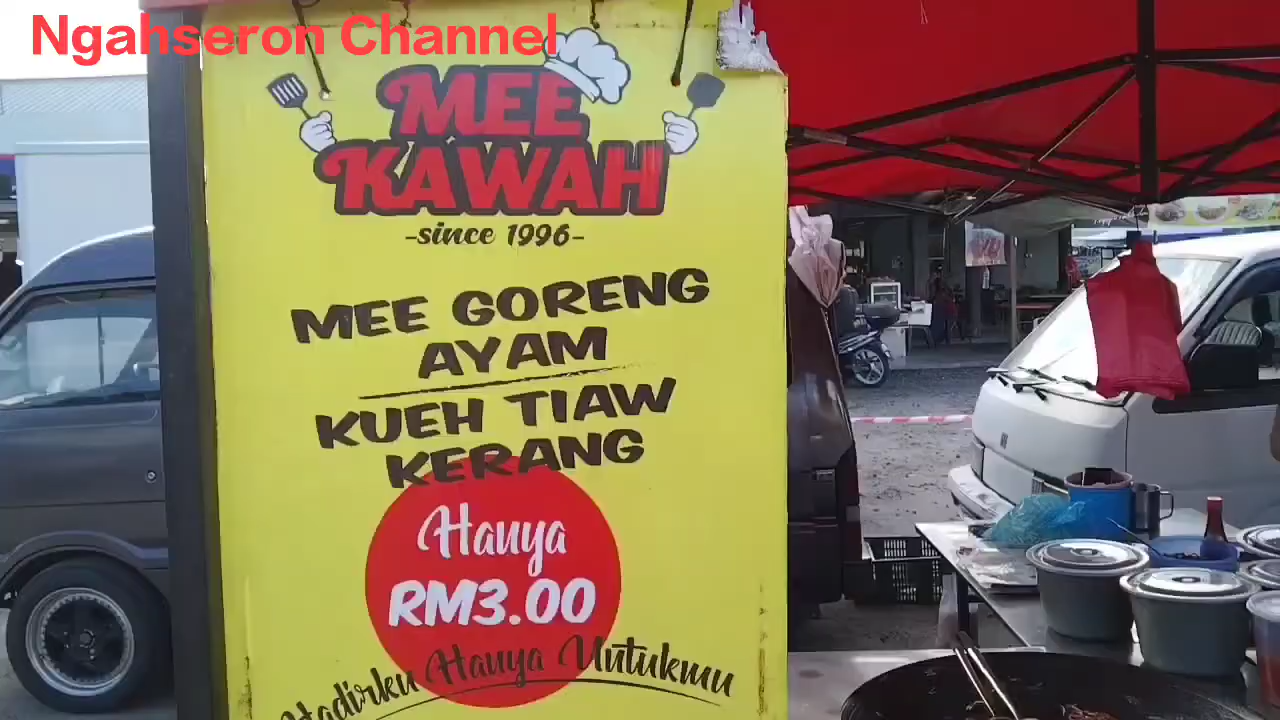 Ngahseron Channel
MEE
KAWAH
-since 1996-
MEE GORENG
AYAM
KUEH TIAW
KERANG
Hanya
RM3.00
Hadirku Hanya Untukmu